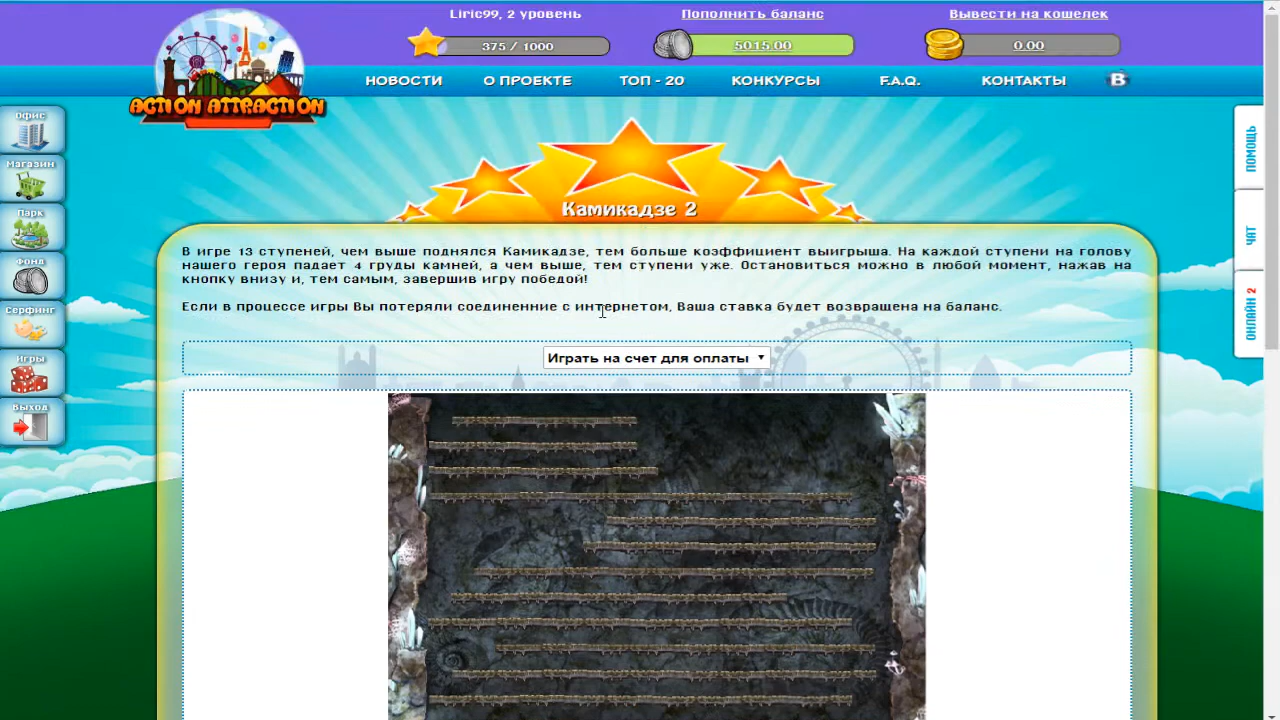 Liric99, 2 уровень
Пополнить баланс
Вывести на кошелек
375 / 1000
5015.00
0.00
НОВОСТИ
О ПРОЕКТЕ
ТОП - 20
КОНКУРСЫ
F.A.Q.
КОНТАКТЫ
B
ACTION ATTRACTION
Офис
Магазин
Парк
Фонд
Серфинг
Игры
Выход
ПОМОЩЬ
ЧАТ
ОНЛАЙН 2
Камикадзе 2
В игре 13 ступеней, чем выше поднялся Камикадзе, тем больше коэффициент выигрыша. На каждой ступени на голову
нашего героя падает 4 груды камней, а чем выше, тем ступени уже. Остановиться можно в любой момент, нажав на
кнопку внизу и, тем самым, завершив игру победой!
Если в процессе игры Вы потеряли соединенние с интернетом, Ваша ставка будет возвращена на баланс.
Играть на счет для оплаты